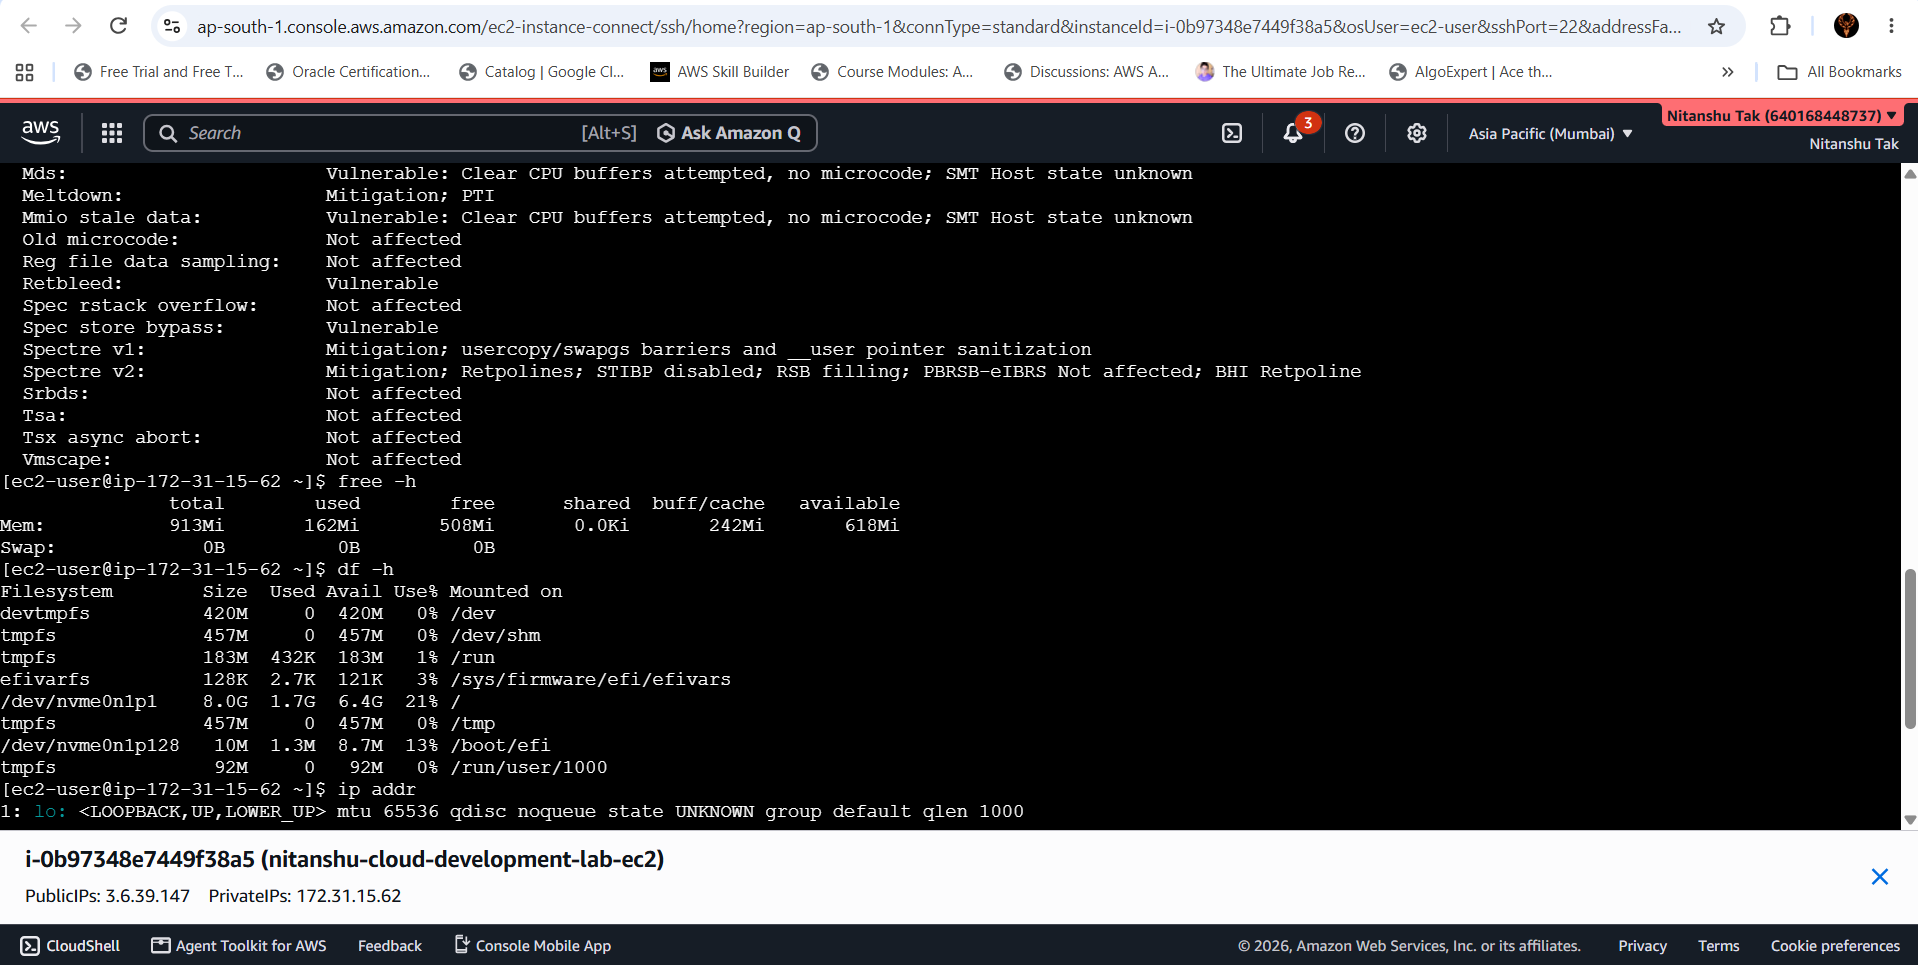 ap-south-1.console.aws.amazon.com/ec2-instance-connect/ssh/home?region=ap-south-1&connType=standard&instanceId=i-0b97348e7449f38a5&osUser=ec2-user&sshPort=22&addressFa...
Free Trial and Free T... Oracle Certification... Catalog | Google Cl... aws AWS Skill Builder Course Modules: A... Discussions: AWS A... The Ultimate Job Re... AlgoExpert | Ace th... » All Bookmarks
aws Search [Alt+S] Ask Amazon Q 3 Asia Pacific (Mumbai) ▼ Nitanshu Tak (640168448737) ▼
Nitanshu Tak
Mds: Vulnerable: Clear CPU buffers attempted, no microcode; SMT Host state unknown
Meltdown: Mitigation; PTI
Mmio stale data: Vulnerable: Clear CPU buffers attempted, no microcode; SMT Host state unknown
Old microcode: Not affected
Reg file data sampling: Not affected
Retbleed: Vulnerable
Spec rstack overflow: Not affected
Spec store bypass: Vulnerable
Spectre v1: Mitigation; usercopy/swapgs barriers and __user pointer sanitization
Spectre v2: Mitigation; Retpolines; STIBP disabled; RSB filling; PBRSB-eIBRS Not affected; BHI Retpoline
Srbds: Not affected
Tsa: Not affected
Tsx async abort: Not affected
Vmscape: Not affected
[ec2-user@ip-172-31-15-62 ~]$ free -h
total used free shared buff/cache available
Mem: 913Mi 162Mi 508Mi 0.0Ki 242Mi 618Mi
Swap: 0B 0B 0B
[ec2-user@ip-172-31-15-62 ~]$ df -h
Filesystem Size Used Avail Use% Mounted on
devtmpfs 420M 0 420M 0% /dev
tmpfs 457M 0 457M 0% /dev/shm
tmpfs 183M 432K 183M 1% /run
efivarfs 128K 2.7K 121K 3% /sys/firmware/efi/efivars
/dev/nvme0n1p1 8.0G 1.7G 6.4G 21% /
tmpfs 457M 0 457M 0% /tmp
/dev/nvme0n1p128 10M 1.3M 8.7M 13% /boot/efi
tmpfs 92M 0 92M 0% /run/user/1000
[ec2-user@ip-172-31-15-62 ~]$ ip addr
1: lo: <LOOPBACK,UP,LOWER_UP> mtu 65536 qdisc noqueue state UNKNOWN group default qlen 1000
i-0b97348e7449f38a5 (nitanshu-cloud-development-lab-ec2)
PublicIPs: 3.6.39.147 PrivateIPs: 172.31.15.62
CloudShell Agent Toolkit for AWS Feedback Console Mobile App © 2026, Amazon Web Services, Inc. or its affiliates. Privacy Terms Cookie preferences